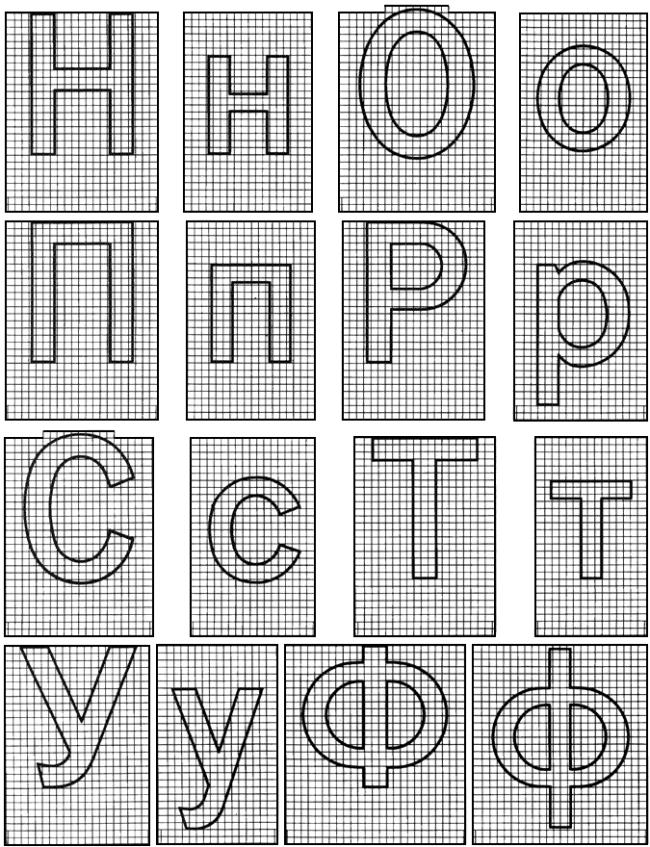 Н н О о
П п Р р
С с Т т
У у Ф ф